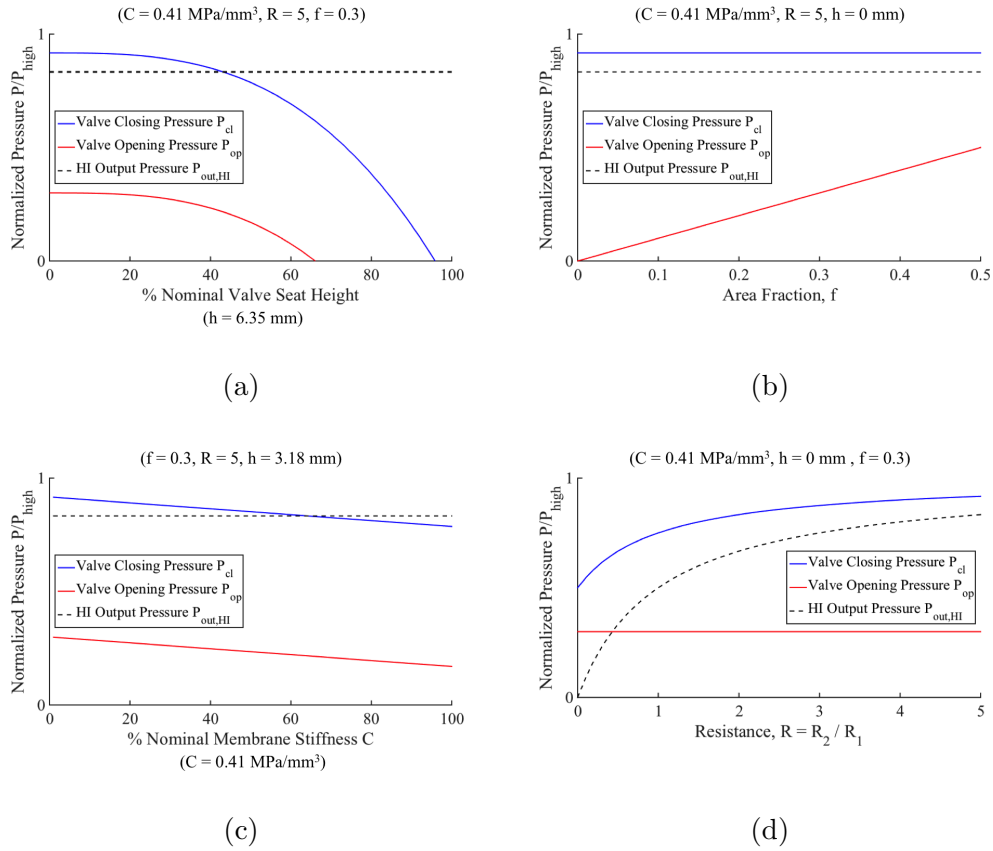 (C = 0.41 MPa/mm³, R = 5, f = 0.3)
1
Normalized Pressure P/P_high
Valve Closing Pressure P_cl
Valve Opening Pressure P_op
HI Output Pressure P_out,HI
0
0 20 40 60 80 100
% Nominal Valve Seat Height
(h = 6.35 mm)
(a)
(C = 0.41 MPa/mm³, R = 5, h = 0 mm)
1
Normalized Pressure P/P_high
Valve Closing Pressure P_cl
Valve Opening Pressure P_op
HI Output Pressure P_out,HI
0
0 0.1 0.2 0.3 0.4 0.5
Area Fraction, f
(b)
(f = 0.3, R = 5, h = 3.18 mm)
1
Normalized Pressure P/P_high
Valve Closing Pressure P_cl
Valve Opening Pressure P_op
HI Output Pressure P_out,HI
0
0 20 40 60 80 100
% Nominal Membrane Stiffness C
(C = 0.41 MPa/mm³)
(c)
(C = 0.41 MPa/mm³, h = 0 mm , f = 0.3)
1
Normalized Pressure P/P_high
Valve Closing Pressure P_cl
Valve Opening Pressure P_op
HI Output Pressure P_out,HI
0
0 1 2 3 4 5
Resistance, R = R_2 / R_1
(d)